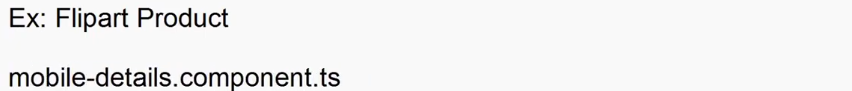 Ex: Flipart Product
mobile-details.component.ts